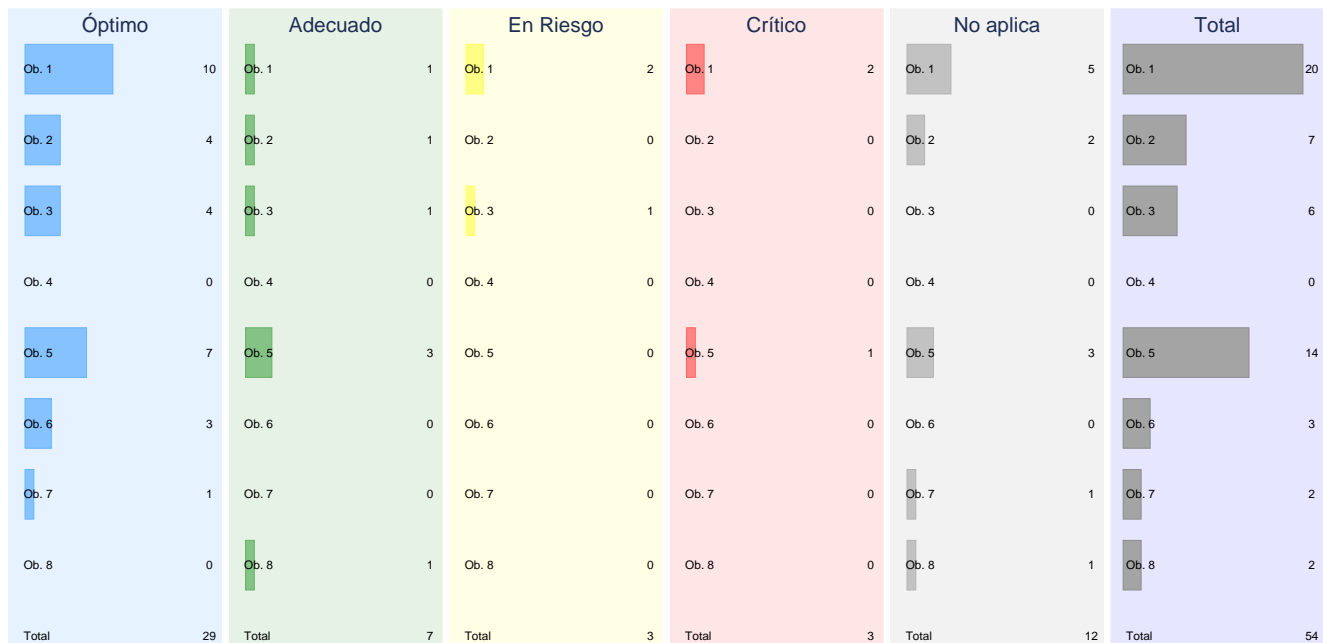 Óptimo Adecuado En Riesgo Crítico No aplica Total
Ob. 1 10 Ob. 1 1 Ob. 1 2 Ob. 1 2 Ob. 1 5 Ob. 1 20
Ob. 2 4 Ob. 2 1 Ob. 2 0 Ob. 2 0 Ob. 2 2 Ob. 2 7
Ob. 3 4 Ob. 3 1 Ob. 3 1 Ob. 3 0 Ob. 3 0 Ob. 3 6
Ob. 4 0 Ob. 4 0 Ob. 4 0 Ob. 4 0 Ob. 4 0 Ob. 4 0
Ob. 5 7 Ob. 5 3 Ob. 5 0 Ob. 5 1 Ob. 5 3 Ob. 5 14
Ob. 6 3 Ob. 6 0 Ob. 6 0 Ob. 6 0 Ob. 6 0 Ob. 6 3
Ob. 7 1 Ob. 7 0 Ob. 7 0 Ob. 7 0 Ob. 7 1 Ob. 7 2
Ob. 8 0 Ob. 8 1 Ob. 8 0 Ob. 8 0 Ob. 8 1 Ob. 8 2
Total 29 Total 7 Total 3 Total 3 Total 12 Total 54